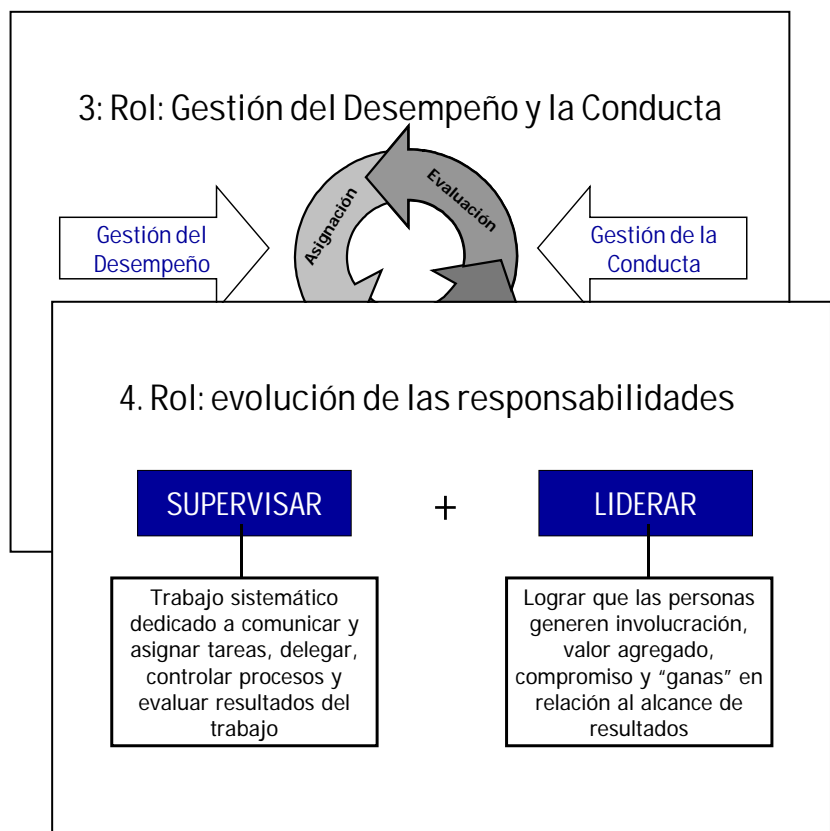 3: Rol: Gestión del Desempeño y la Conducta
Asignación
Evaluación
Gestión del
Desempeño
Gestión de la
Conducta
4. Rol: evolución de las responsabilidades
SUPERVISAR
+
LIDERAR
Trabajo sistemático
dedicado a comunicar y
asignar tareas, delegar,
controlar procesos y
evaluar resultados del
trabajo
Lograr que las personas
generen involucración,
valor agregado,
compromiso y “ganas” en
relación al alcance de
resultados